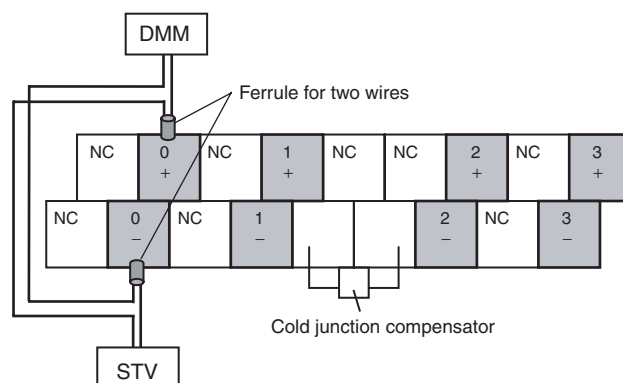 DMM
Ferrule for two wires
NC 0 NC 1 NC NC 2 NC 3
+ + + +
NC 0 NC 1 2 NC 3
− − − −
Cold junction compensator
STV